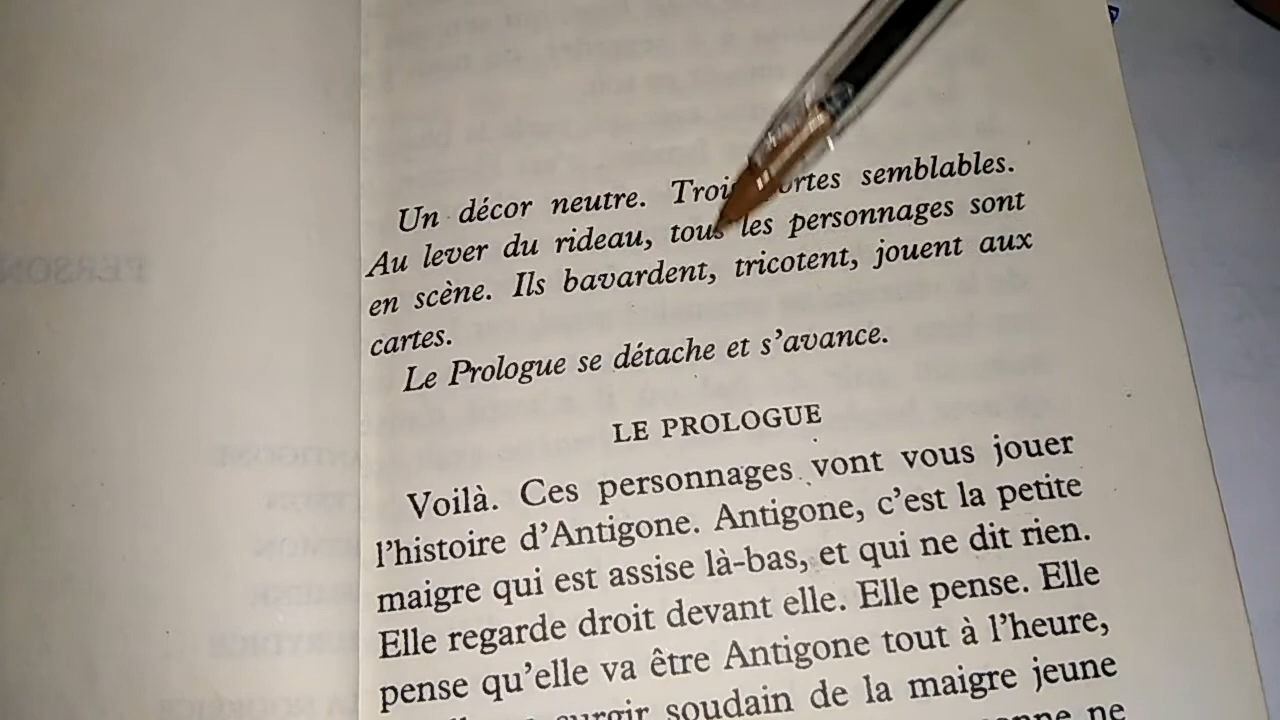 Un décor neutre. Trois portes semblables.
Au lever du rideau, tous les personnages sont
en scène. Ils bavardent, tricotent, jouent aux
cartes.
Le Prologue se détache et s'avance.
LE PROLOGUE
Voilà. Ces personnages vont vous jouer
l'histoire d'Antigone. Antigone, c'est la petite
maigre qui est assise là-bas, et qui ne dit rien.
Elle regarde droit devant elle. Elle pense. Elle
pense qu'elle va être Antigone tout à l'heure,
surgir soudain de la maigre jeune
ne